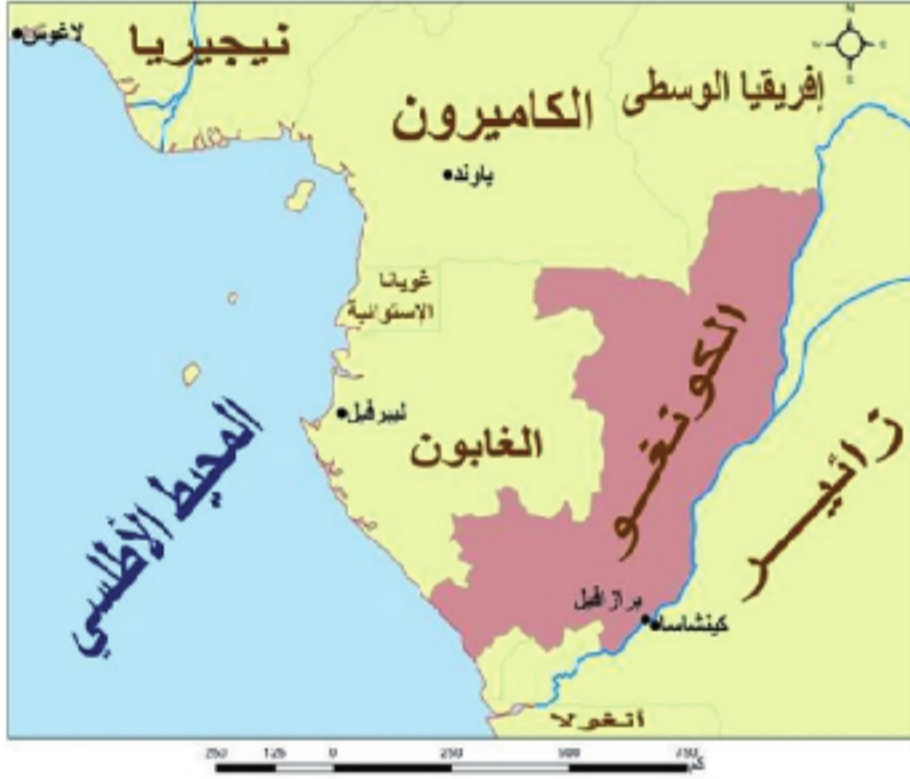 لاغوس
نيجيريا
N
W
E
S
إفريقيا الوسطى
الكاميرون
ياوند
غويانا
الإستوائية
ليبرفيل
الغابون
الكونغو
زائير
المحيط الأطلسي
برازافيل
كينشاسا
أنغولا
250 125 0 250 500 750
كم